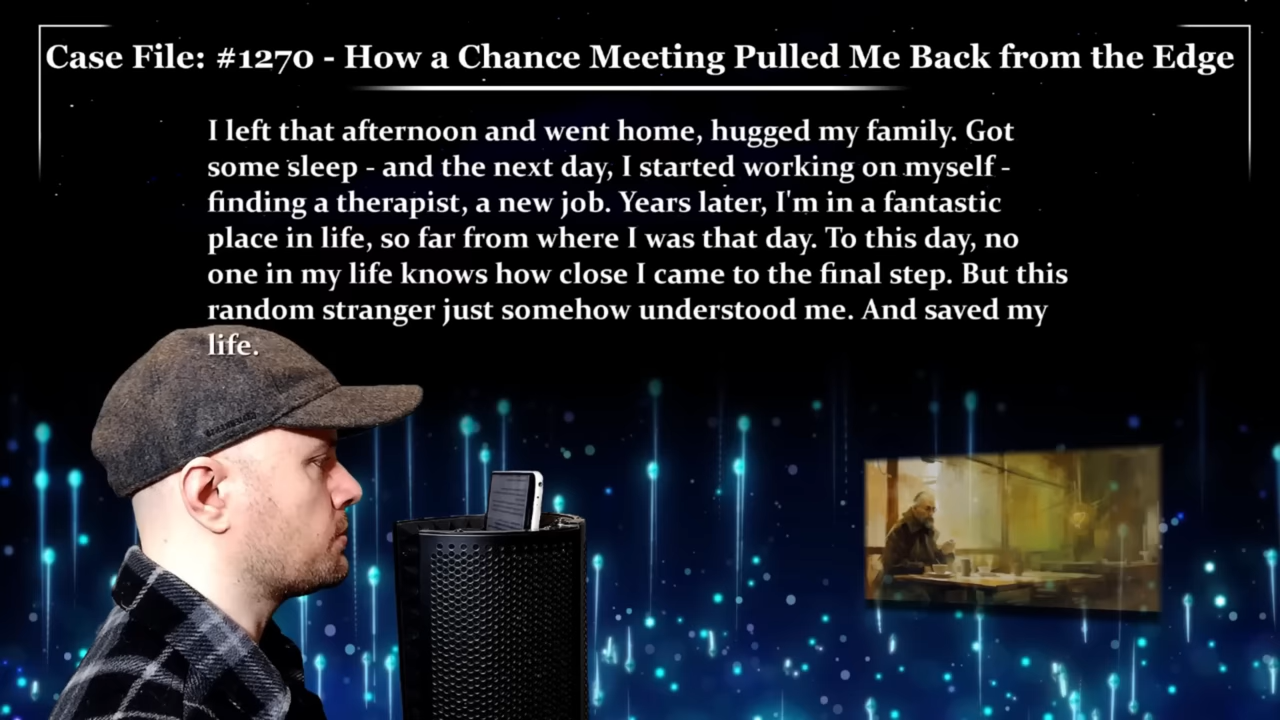 Case File: #1270 - How a Chance Meeting Pulled Me Back from the Edge
I left that afternoon and went home, hugged my family. Got
some sleep - and the next day, I started working on myself -
finding a therapist, a new job. Years later, I'm in a fantastic
place in life, so far from where I was that day. To this day, no
one in my life knows how close I came to the final step. But this
random stranger just somehow understood me. And saved my
life.